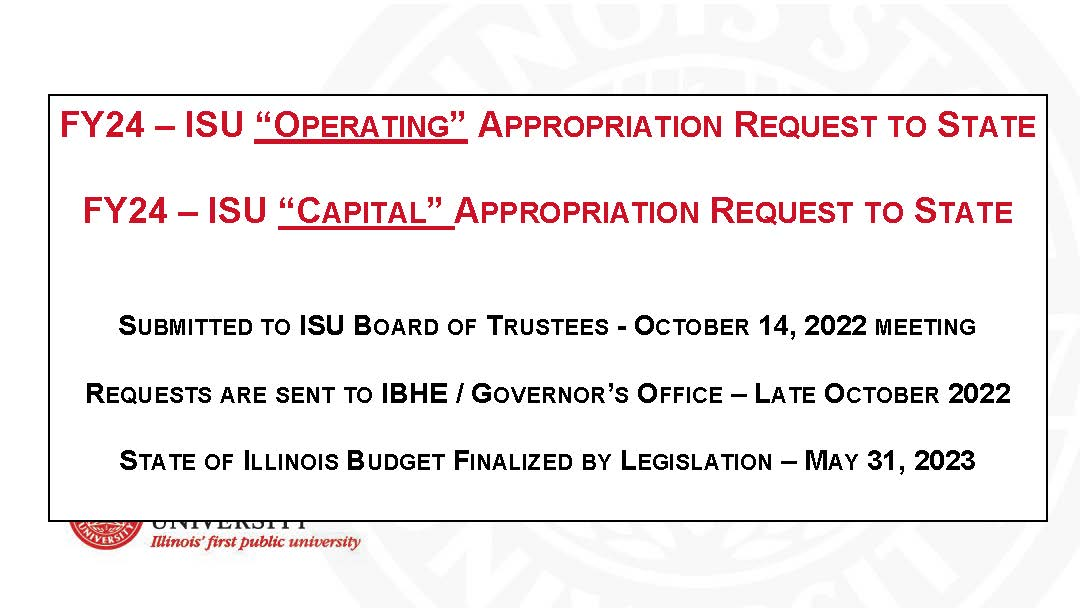 FY24 – ISU “OPERATING” APPROPRIATION REQUEST TO STATE
FY24 – ISU “CAPITAL” APPROPRIATION REQUEST TO STATE
SUBMITTED TO ISU BOARD OF TRUSTEES - OCTOBER 14, 2022 MEETING
REQUESTS ARE SENT TO IBHE / GOVERNOR’S OFFICE – LATE OCTOBER 2022
STATE OF ILLINOIS BUDGET FINALIZED BY LEGISLATION – MAY 31, 2023
UNIVERSITY
Illinois' first public university